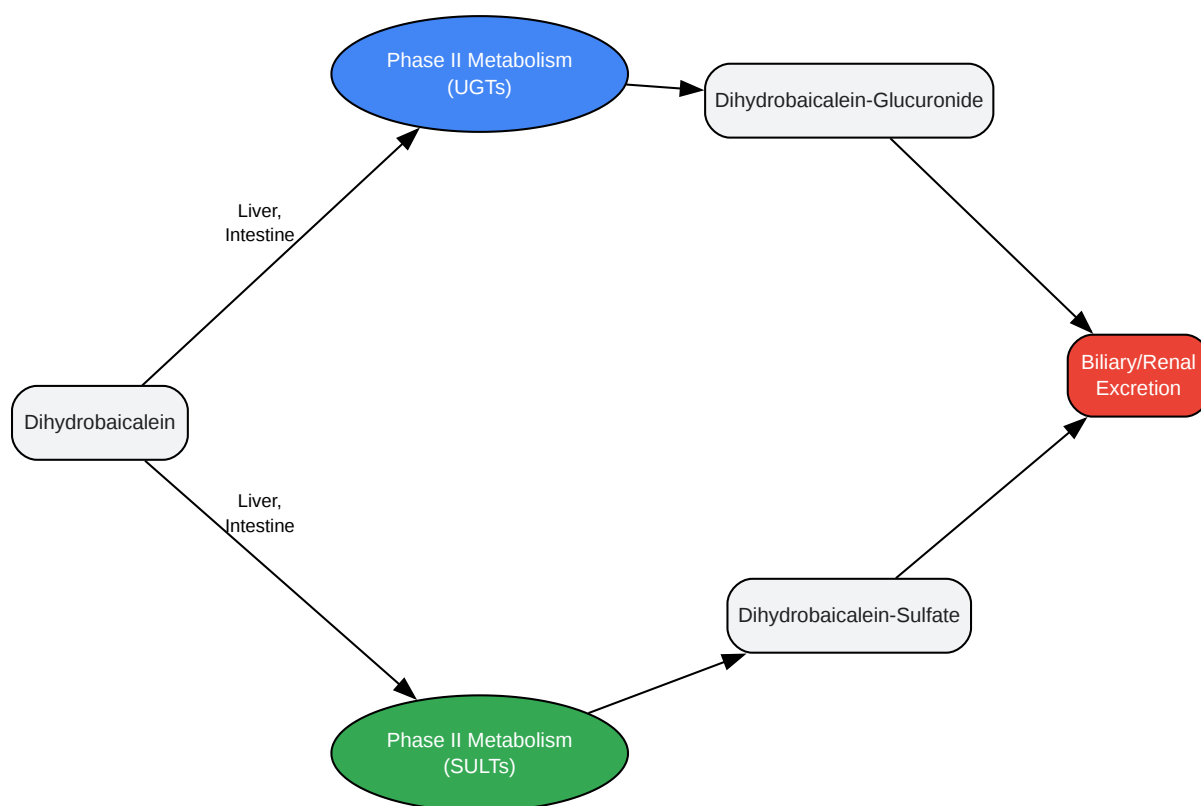 Phase II Metabolism
(UGTs)
Dihydrobaicalein-Glucuronide
Liver,
Intestine
Biliary/Renal
Excretion
Dihydrobaicalein
Liver,
Intestine
Dihydrobaicalein-Sulfate
Phase II Metabolism
(SULTs)